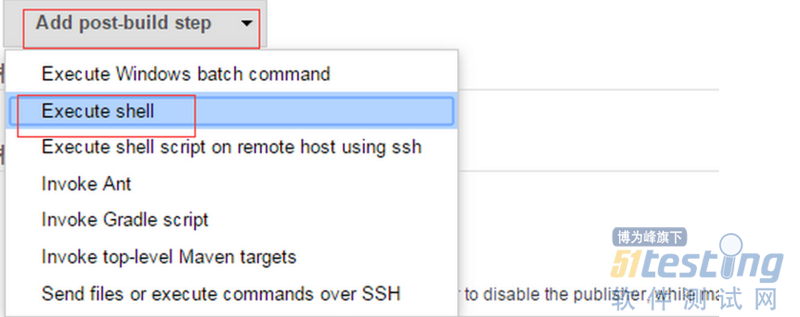 Add post-build step
Execute Windows batch command
Execute shell
Execute shell script on remote host using ssh
Invoke Ant
Invoke Gradle script
Invoke top-level Maven targets
Send files or execute commands over SSH
r to disable the publisher, while ma
博为峰旗下
51testing
软件测试网